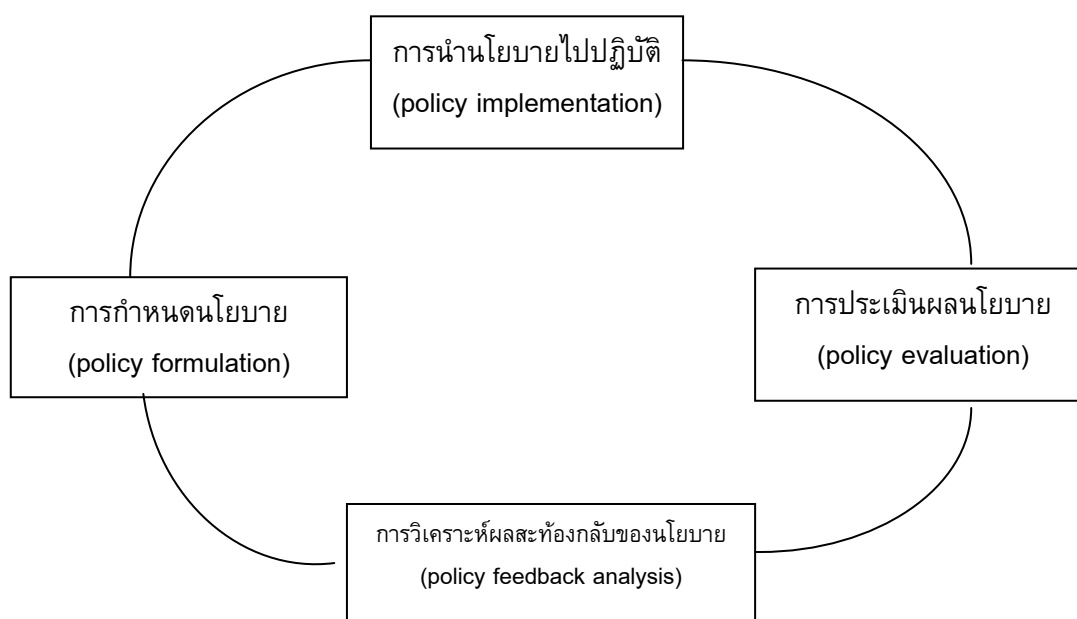 การนำนโยบายไปปฏิบัติ
(policy implementation)
การกำหนดนโยบาย
(policy formulation)
การประเมินผลนโยบาย
(policy evaluation)
การวิเคราะห์ผลสะท้องกลับของนโยบาย
(policy feedback analysis)